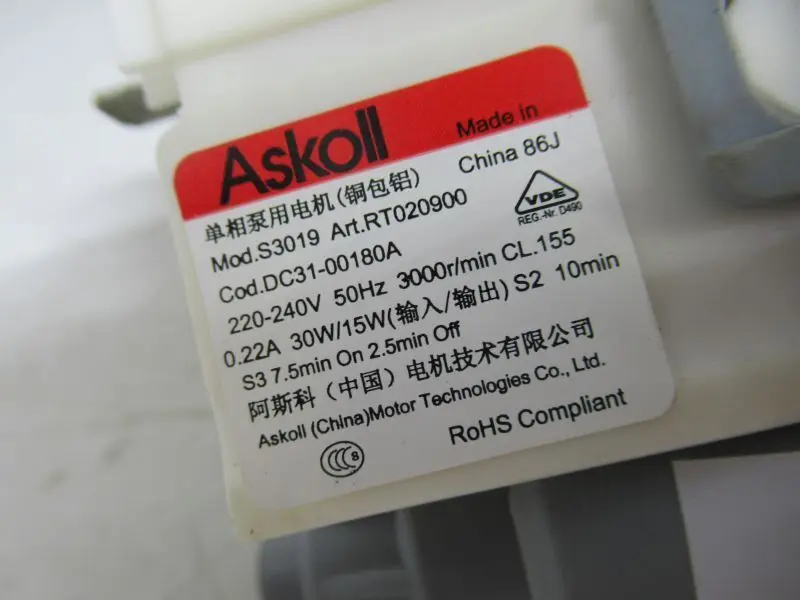 Askoll
Made in
China 86J
单相泵用电机(铜包铝)
Mod.S3019 Art.RT020900
VDE
REG.-Nr. D490
Cod.DC31-00180A
220-240V 50Hz 3000r/min CL.155
0.22A 30W/15W(输入/输出) S2 10min
S3 7.5min On 2.5min Off
阿斯科（中国）电机技术有限公司
Askoll (China)Motor Technologies Co., Ltd.
CCC 8
RoHS Compliant